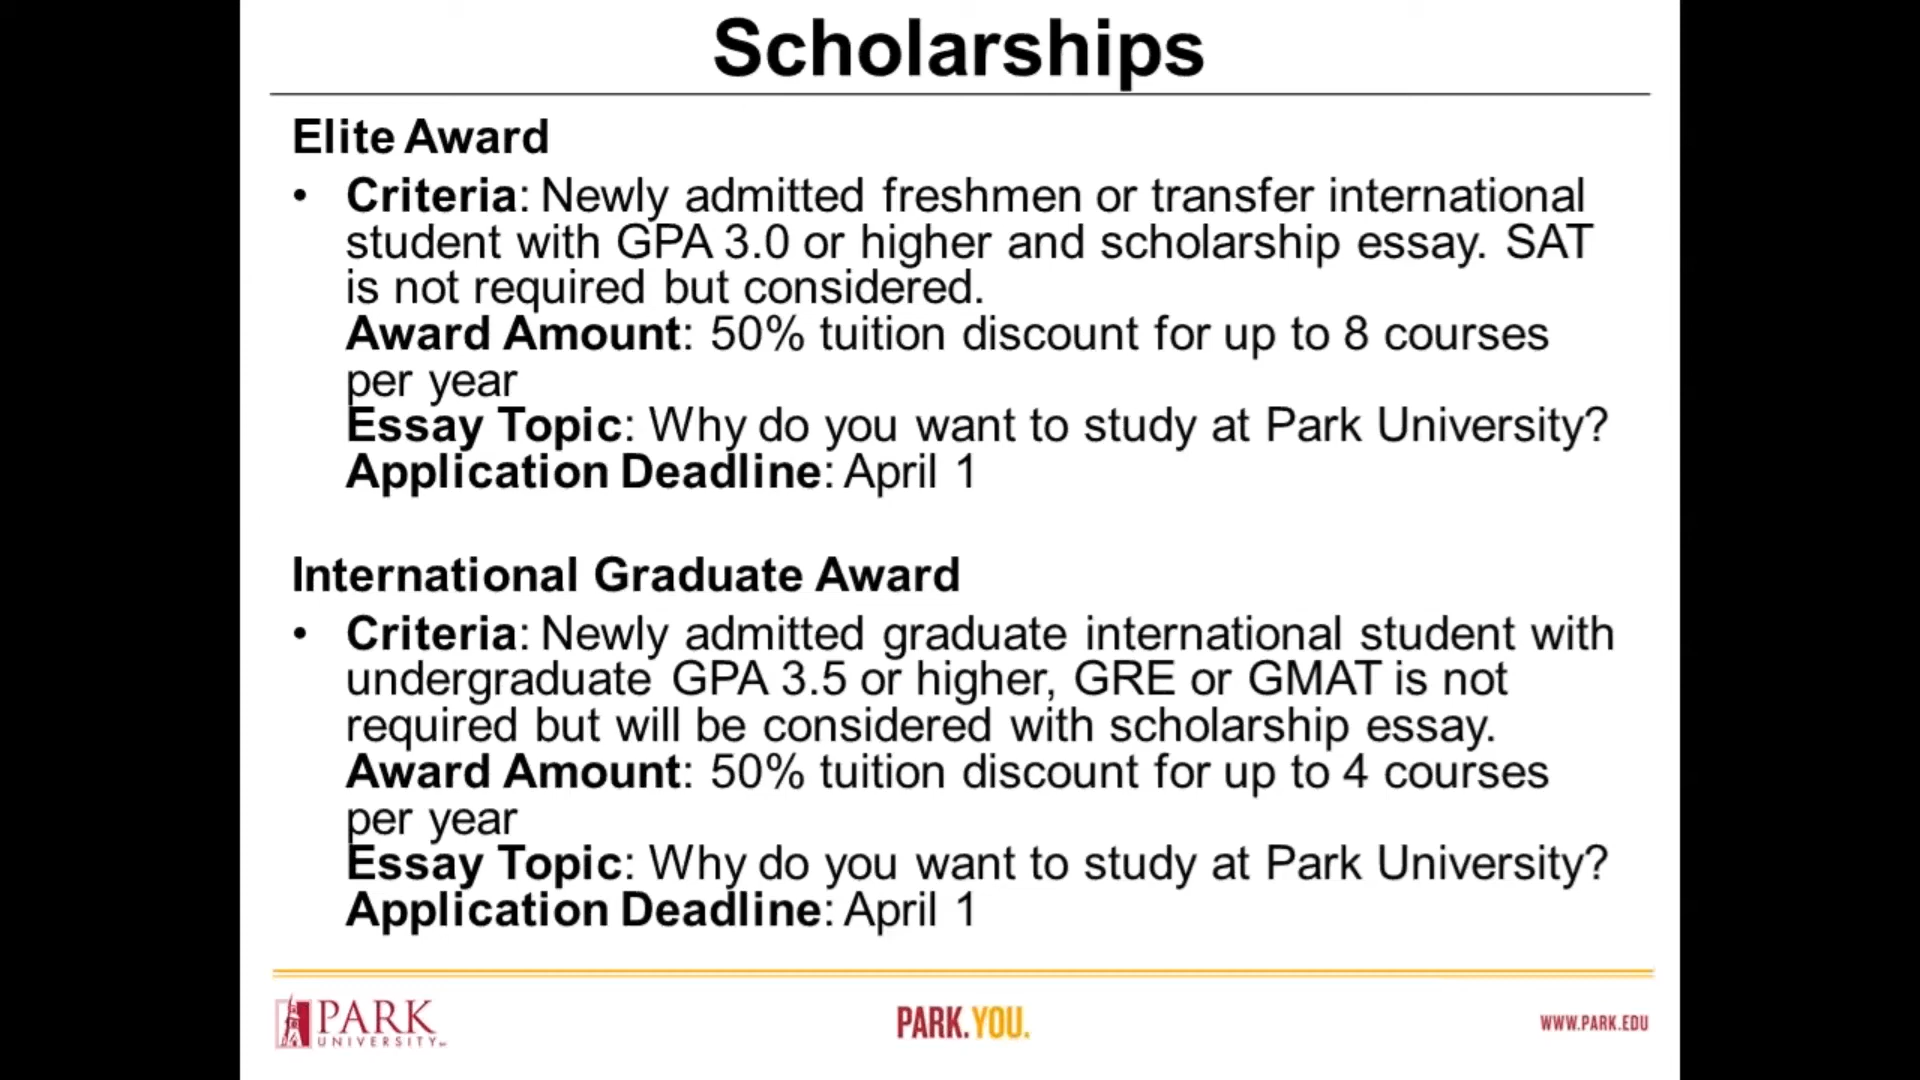 Scholarships
Elite Award
• Criteria: Newly admitted freshmen or transfer international
student with GPA 3.0 or higher and scholarship essay. SAT
is not required but considered.
Award Amount: 50% tuition discount for up to 8 courses
per year
Essay Topic: Why do you want to study at Park University?
Application Deadline: April 1
International Graduate Award
• Criteria: Newly admitted graduate international student with
undergraduate GPA 3.5 or higher, GRE or GMAT is not
required but will be considered with scholarship essay.
Award Amount: 50% tuition discount for up to 4 courses
per year
Essay Topic: Why do you want to study at Park University?
Application Deadline: April 1
PARK
UNIVERSITY
PARK.YOU.
WWW.PARK.EDU